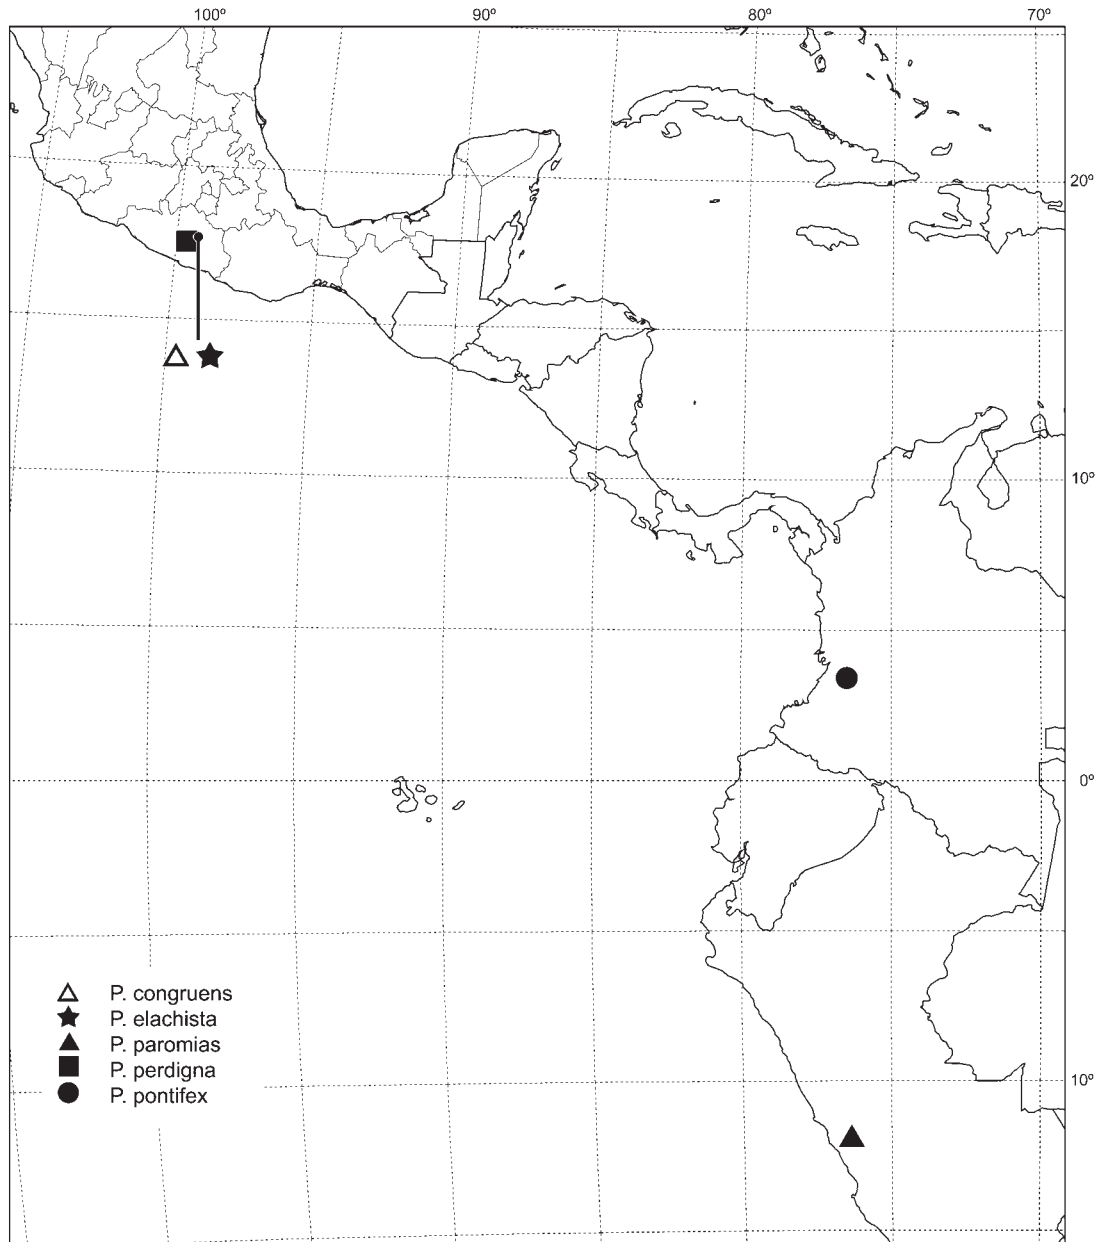 100º 90º 80º 70º
20º
10º
0º
P. congruens
P. elachista
P. paromias
P. perdigna
10º
P. pontifex